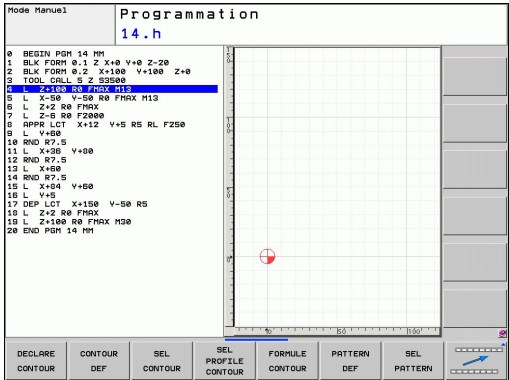 Mode Manuel
Programmation
14.h
0 BEGIN PGM 14 MM
1 BLK FORM 0.1 Z X+0 Y+0 Z-20
2 BLK FORM 0.2 X+100 Y+100 Z+0
3 TOOL CALL 5 Z S3500
4 L Z+100 R0 FMAX M13
5 L X-50 Y-50 R0 FMAX M13
6 L Z+2 R0 FMAX
7 L Z-6 R0 F2000
8 APPR LCT X+12 Y+5 R5 RL F250
9 L Y+60
10 RND R7.5
11 L X+36 Y+80
12 RND R7.5
13 L X+60
14 RND R7.5
15 L X+84 Y+60
16 L Y+5
17 DEP LCT X+150 Y-50 R5
18 L Z+2 R0 FMAX
19 L Z+100 R0 FMAX M30
20 END PGM 14 MM
50
100
DECLARE CONTOUR
CONTOUR DEF
SEL CONTOUR
SEL PROFILE CONTOUR
FORMULE CONTOUR
PATTERN DEF
SEL PATTERN